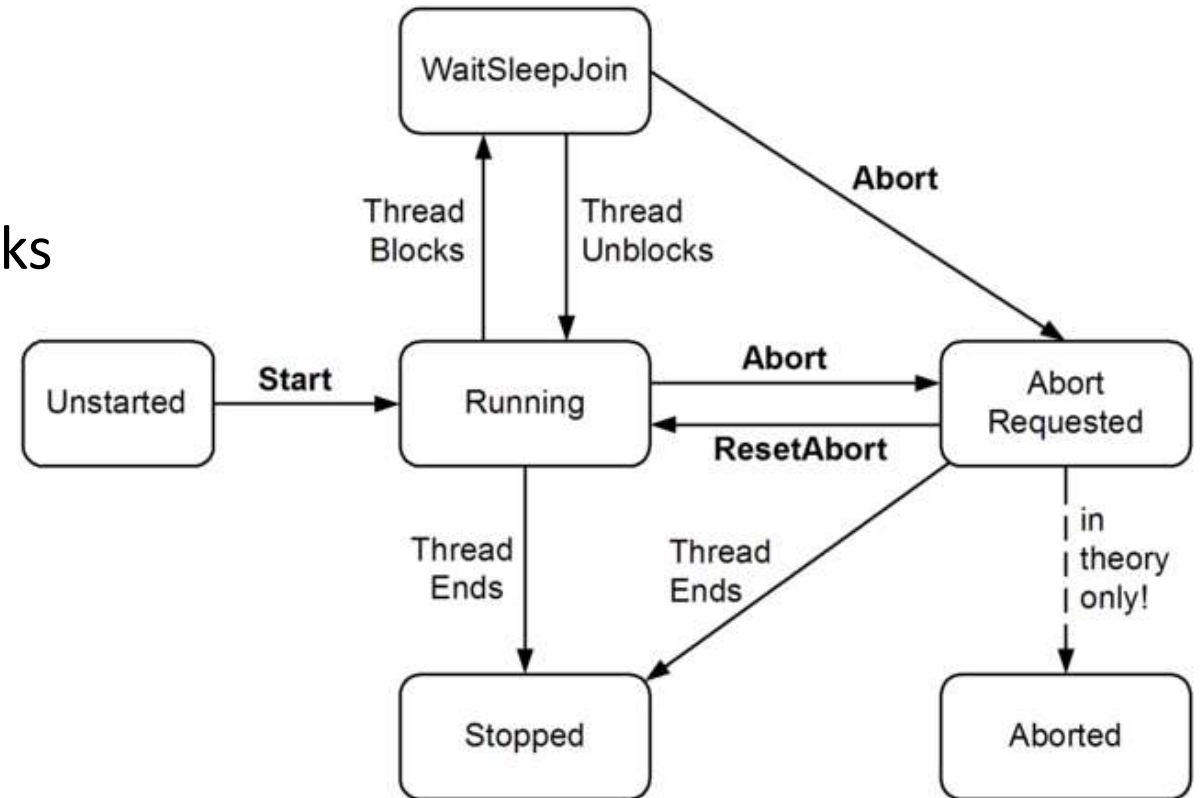 WaitSleepJoin
Abort
Thread
Blocks
Thread
Unblocks
ks
Unstarted
Start
Running
Abort
ResetAbort
Abort
Requested
Thread
Ends
Thread
Ends
in
theory
only!
Stopped
Aborted